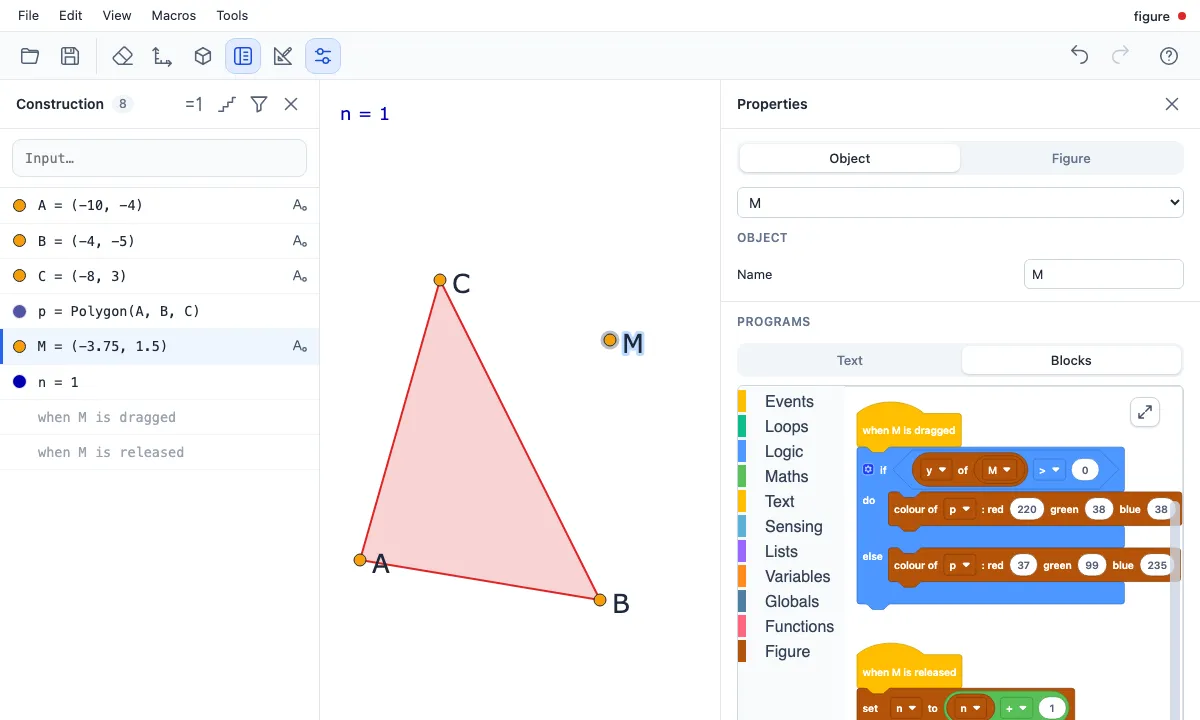 File Edit View Macros Tools figure
Construction 8 =1
Properties
n = 1
Input…
Object Figure
M
A = (-10, -4) A
B = (-4, -5) A
C = (-8, 3) A
p = Polygon(A, B, C)
M = (-3.75, 1.5) A
n = 1
when M is dragged
when M is released
C
M
A
B
OBJECT
Name M
PROGRAMS
Text Blocks
Events
Loops
Logic
Maths
Text
Sensing
Lists
Variables
Globals
Functions
Figure
when M is dragged
if y of M > 0
do colour of p : red 220 green 38 blue 38
else colour of p : red 37 green 99 blue 235
when M is released
set n to n + 1